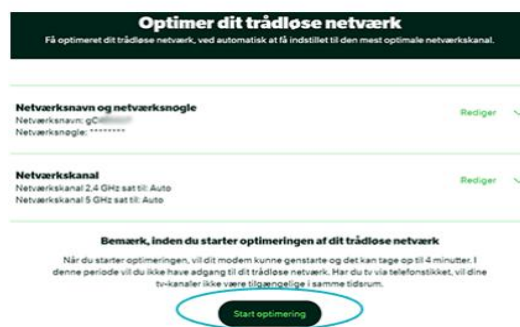 Optimer dit trådløse netværk
Få optimeret dit trådløse netværk, ved automatisk at få indstillet til den mest optimale netværkskanal.
Netværksnavn og netværksnøgle
Rediger
Netværksnavn: gC
Netværksnøgle: ********
Netværkskanal
Rediger
Netværkskanal 2,4 GHz sat til: Auto
Netværkskanal 5 GHz sat til: Auto
Bemærk, inden du starter optimeringen af dit trådløse netværk
Når du starter optimeringen, vil dit modem kunne genstarte og det kan tage op til 4 minutter. I
denne periode vil du ikke have adgang til dit trådløse netværk. Har du tv via telefonstikket, vil dine
tv-kanaler ikke være tilgængelige i samme tidsrum.
Start optimering